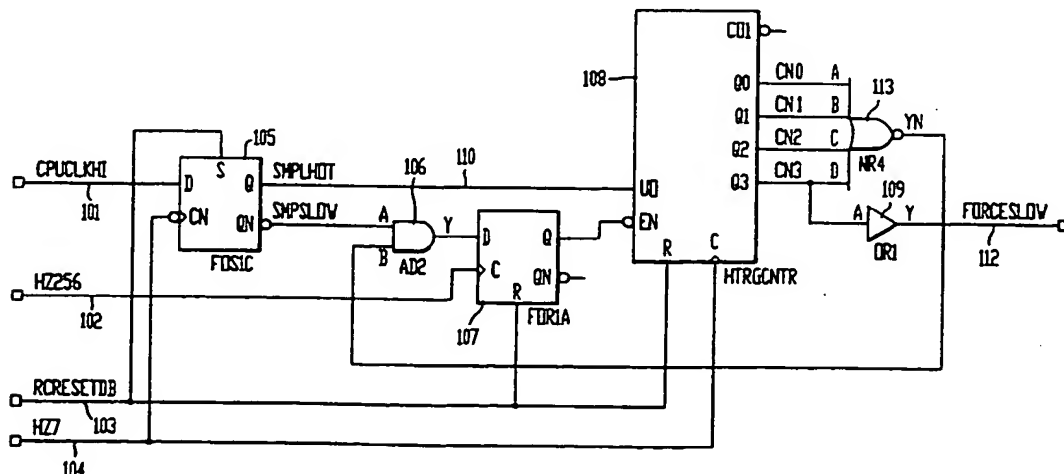 CO1
108
Q0 CN0 A
113
Q1 CN1 B
YN
Q2 CN2 C
NR4
Q3 CN3 D
105
S
CPUCLKHI
101
D Q SMPLHOT
110
UD
106
CN QN SMPSLOW
A
Y
B
AD2
FDS1C
EN
109
A Y
OR1
FORCESLOW
112
D Q
C
QN
R
R C
HTRGCNTR
HZ256
102
107
FDR1A
RCRESETDB
103
HZ7
104